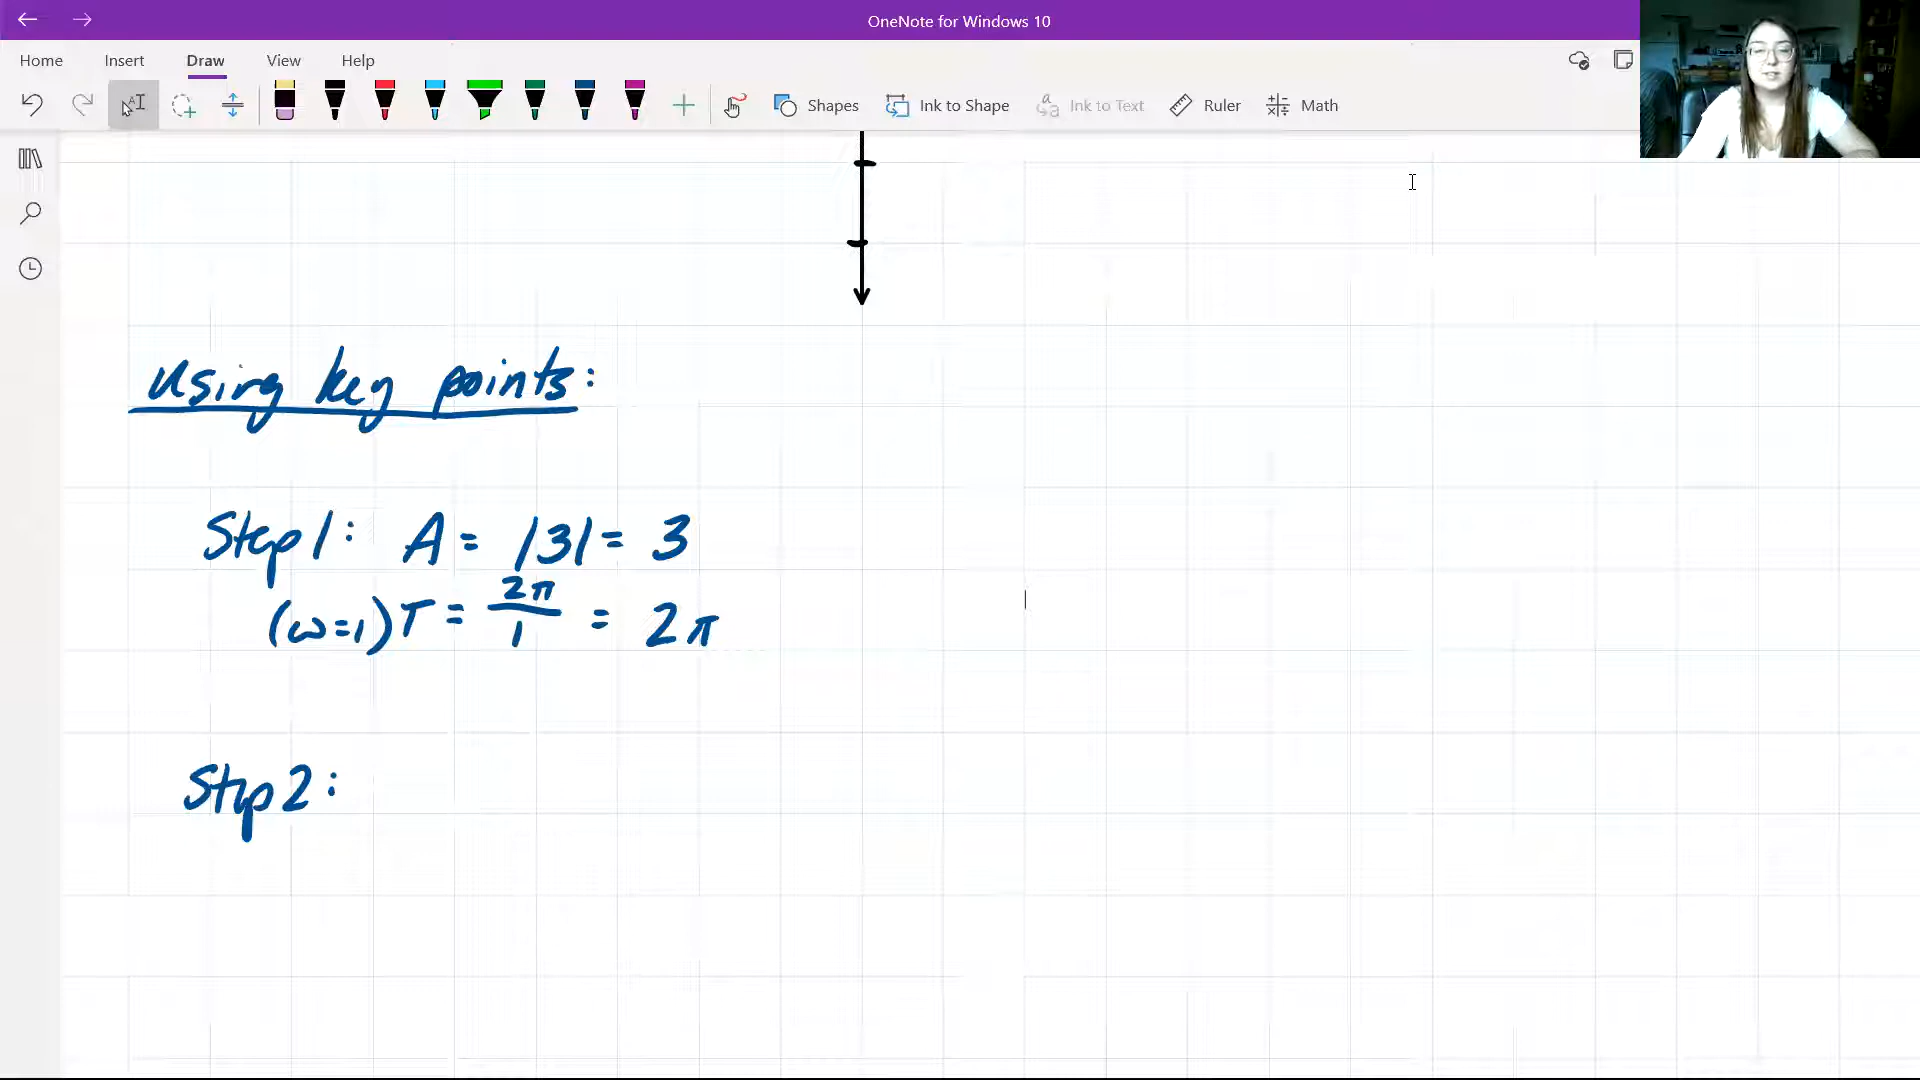 OneNote for Windows 10
Home Insert Draw View Help
Shapes Ink to Shape Ink to Text Ruler Math
Using key points:
Step 1: A = |3| = 3
(ω=1) T = 2π/1 = 2π
Step 2: